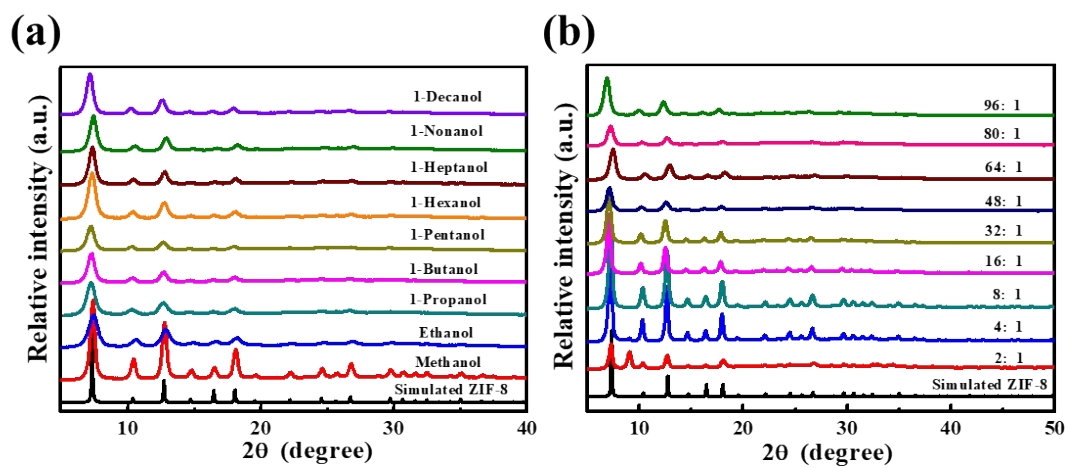 (a)
Relative intensity (a.u.)
1-Decanol
1-Nonanol
1-Heptanol
1-Hexanol
1-Pentanol
1-Butanol
1-Propanol
Ethanol
Methanol
Simulated ZIF-8
10 20 30 40
2θ (degree)
(b)
Relative intensity (a.u.)
96: 1
80: 1
64: 1
48: 1
32: 1
16: 1
8: 1
4: 1
2: 1
Simulated ZIF-8
10 20 30 40 50
2θ (degree)